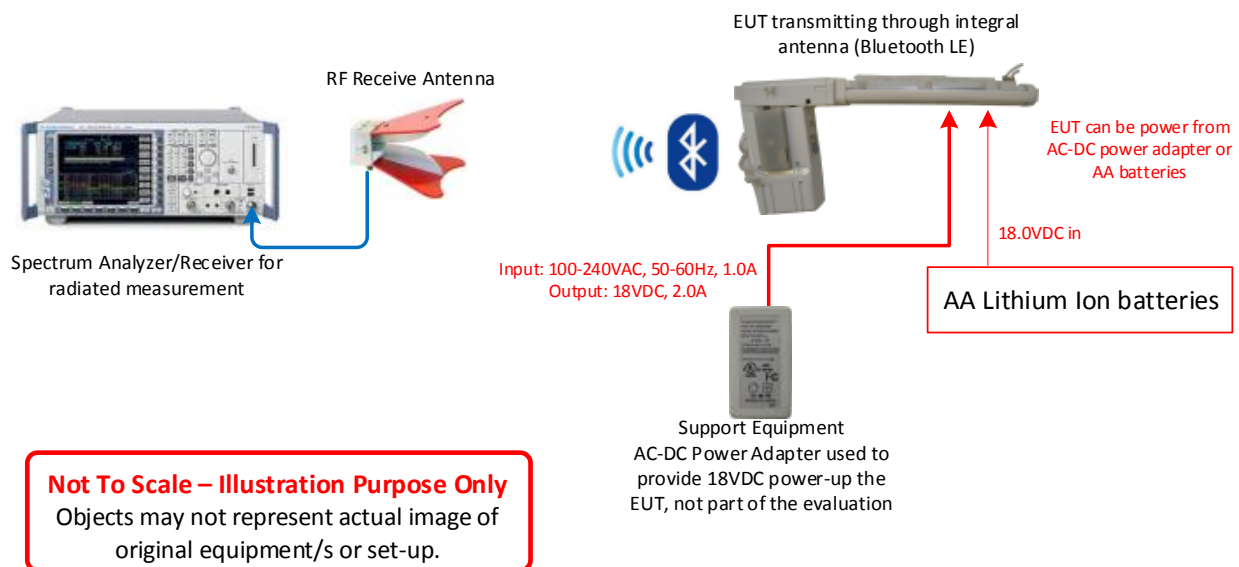 EUT transmitting through integral
antenna (Bluetooth LE)
RF Receive Antenna
EUT can be power from
AC-DC power adapter or
AA batteries
18.0VDC in
Spectrum Analyzer/Receiver for
radiated measurement
Input: 100-240VAC, 50-60Hz, 1.0A
Output: 18VDC, 2.0A
AA Lithium Ion batteries
Support Equipment
AC-DC Power Adapter used to
provide 18VDC power-up the
EUT, not part of the evaluation
Not To Scale – Illustration Purpose Only
Objects may not represent actual image of
original equipment/s or set-up.